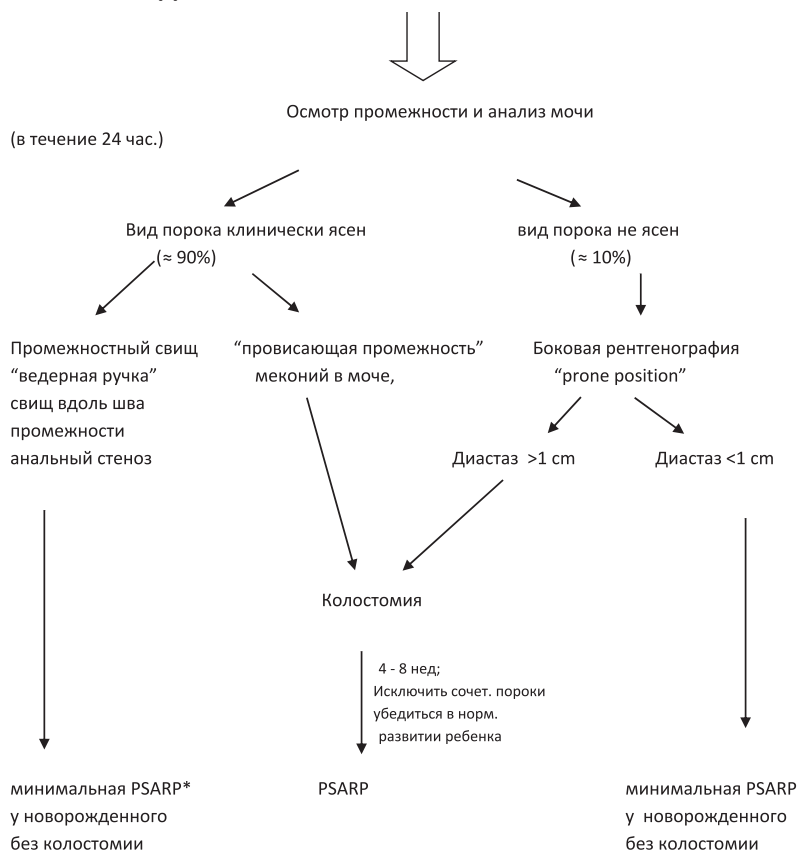 Осмотр промежности и анализ мочи
(в течение 24 час.)
Вид порока клинически ясен
(≈ 90%)
вид порока не ясен
(≈ 10%)
Промежностный свищ
“ведерная ручка”
свищ вдоль шва
промежности
анальный стеноз
“провисающая промежность”
меконий в моче,
Боковая рентгенография
“prone position”
Диастаз >1 cm
Диастаз <1 cm
Колостомия
4 - 8 нед;
Исключить сочет. пороки
убедиться в норм.
развитии ребенка
минимальная PSARP*
у новорожденного
без колостомии
PSARP
минимальная PSARP
у новорожденного
без колостомии